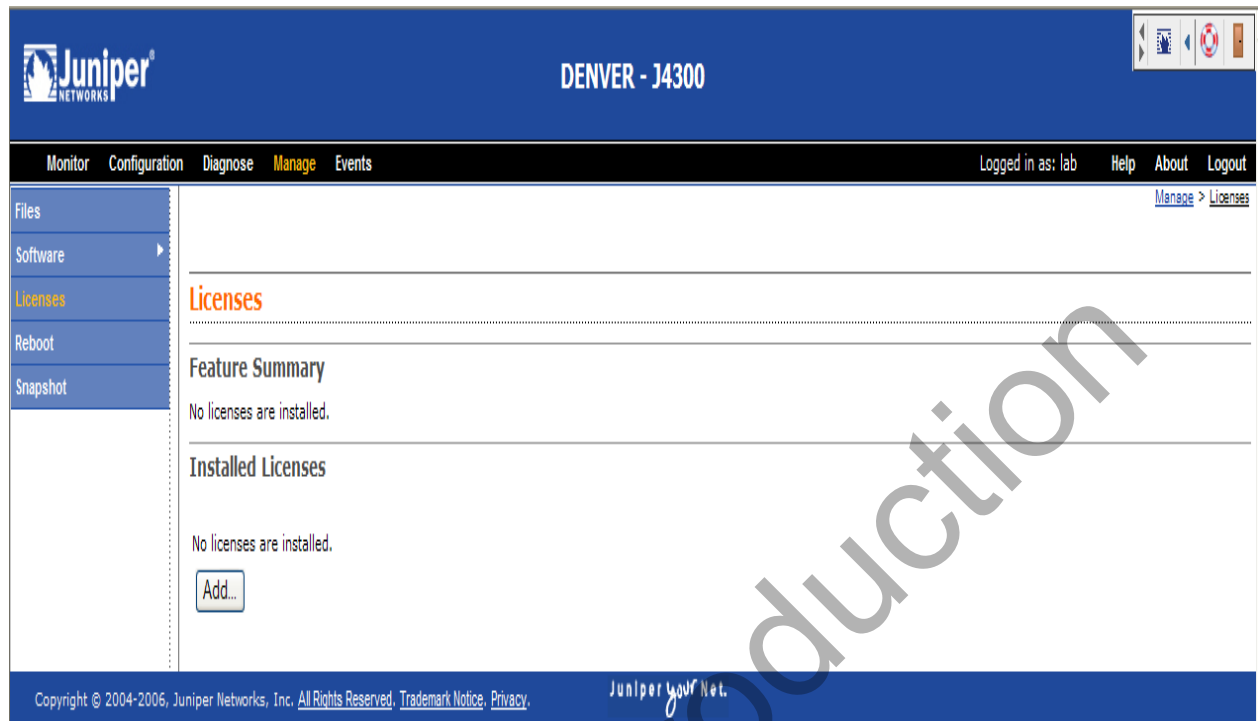 Juniper®
NETWORKS
DENVER - J4300
Monitor Configuration Diagnose Manage Events Logged in as: lab Help About Logout
Manage > Licenses
Files
Software
Licenses
Reboot
Snapshot
Licenses
Feature Summary
No licenses are installed.
Installed Licenses
No licenses are installed.
Add...
Copyright © 2004-2006, Juniper Networks, Inc. All Rights Reserved. Trademark Notice. Privacy.
Juniper your Net.
oduction